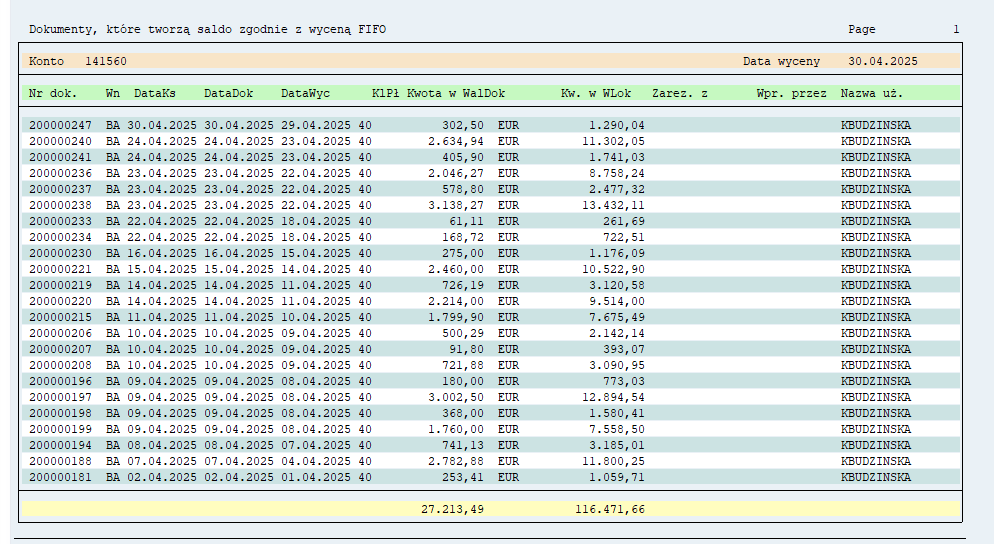 Dokumenty, które tworzą saldo zgodnie z wyceną FIFO Page 1
Konto 141560 Data wyceny 30.04.2025
Nr dok. Wn DataKs DataDok DataWyc KlPł Kwota w WalDok Kw. w WLok Zarez. z Wpr. przez Nazwa uż.
200000247 BA 30.04.2025 30.04.2025 29.04.2025 40 302,50 EUR 1.290,04 KBUDZINSKA
200000240 BA 24.04.2025 24.04.2025 23.04.2025 40 2.634,94 EUR 11.302,05 KBUDZINSKA
200000241 BA 24.04.2025 24.04.2025 23.04.2025 40 405,90 EUR 1.741,03 KBUDZINSKA
200000236 BA 23.04.2025 23.04.2025 22.04.2025 40 2.046,27 EUR 8.758,24 KBUDZINSKA
200000237 BA 23.04.2025 23.04.2025 22.04.2025 40 578,80 EUR 2.477,32 KBUDZINSKA
200000238 BA 23.04.2025 23.04.2025 22.04.2025 40 3.138,27 EUR 13.432,11 KBUDZINSKA
200000233 BA 22.04.2025 22.04.2025 18.04.2025 40 61,11 EUR 261,69 KBUDZINSKA
200000234 BA 22.04.2025 22.04.2025 18.04.2025 40 168,72 EUR 722,51 KBUDZINSKA
200000230 BA 16.04.2025 16.04.2025 15.04.2025 40 275,00 EUR 1.176,09 KBUDZINSKA
200000221 BA 15.04.2025 15.04.2025 14.04.2025 40 2.460,00 EUR 10.522,90 KBUDZINSKA
200000219 BA 14.04.2025 14.04.2025 11.04.2025 40 726,19 EUR 3.120,58 KBUDZINSKA
200000220 BA 14.04.2025 14.04.2025 11.04.2025 40 2.214,00 EUR 9.514,00 KBUDZINSKA
200000215 BA 11.04.2025 11.04.2025 10.04.2025 40 1.799,90 EUR 7.675,49 KBUDZINSKA
200000206 BA 10.04.2025 10.04.2025 09.04.2025 40 500,29 EUR 2.142,14 KBUDZINSKA
200000207 BA 10.04.2025 10.04.2025 09.04.2025 40 91,80 EUR 393,07 KBUDZINSKA
200000208 BA 10.04.2025 10.04.2025 09.04.2025 40 721,88 EUR 3.090,95 KBUDZINSKA
200000196 BA 09.04.2025 09.04.2025 08.04.2025 40 180,00 EUR 773,03 KBUDZINSKA
200000197 BA 09.04.2025 09.04.2025 08.04.2025 40 3.002,50 EUR 12.894,54 KBUDZINSKA
200000198 BA 09.04.2025 09.04.2025 08.04.2025 40 368,00 EUR 1.580,41 KBUDZINSKA
200000199 BA 09.04.2025 09.04.2025 08.04.2025 40 1.760,00 EUR 7.558,50 KBUDZINSKA
200000194 BA 08.04.2025 08.04.2025 07.04.2025 40 741,13 EUR 3.185,01 KBUDZINSKA
200000188 BA 07.04.2025 07.04.2025 04.04.2025 40 2.782,88 EUR 11.800,25 KBUDZINSKA
200000181 BA 02.04.2025 02.04.2025 01.04.2025 40 253,41 EUR 1.059,71 KBUDZINSKA
27.213,49 116.471,66